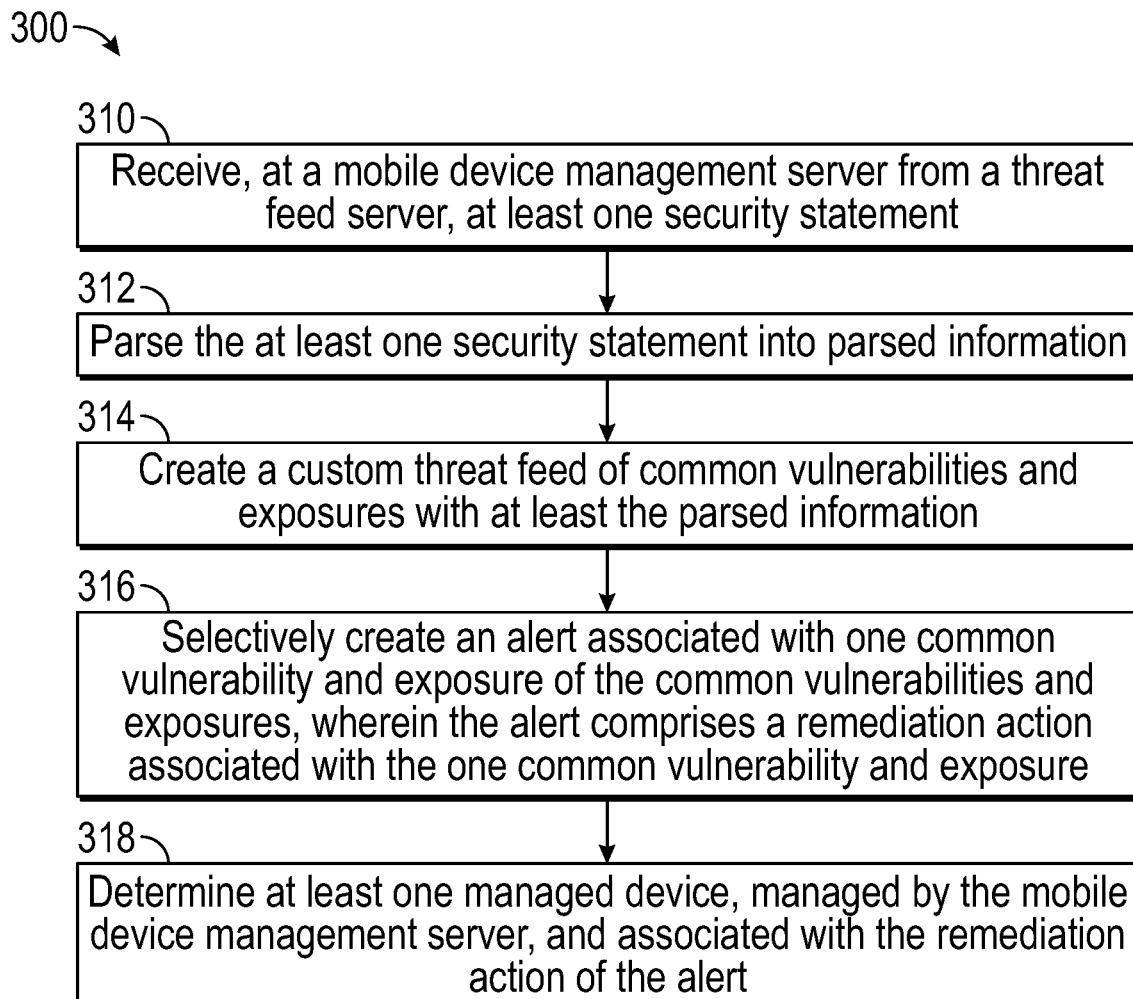 300
310
Receive, at a mobile device management server from a threat
feed server, at least one security statement
312
Parse the at least one security statement into parsed information
314
Create a custom threat feed of common vulnerabilities and
exposures with at least the parsed information
316
Selectively create an alert associated with one common
vulnerability and exposure of the common vulnerabilities and
exposures, wherein the alert comprises a remediation action
associated with the one common vulnerability and exposure
318
Determine at least one managed device, managed by the mobile
device management server, and associated with the remediation
action of the alert